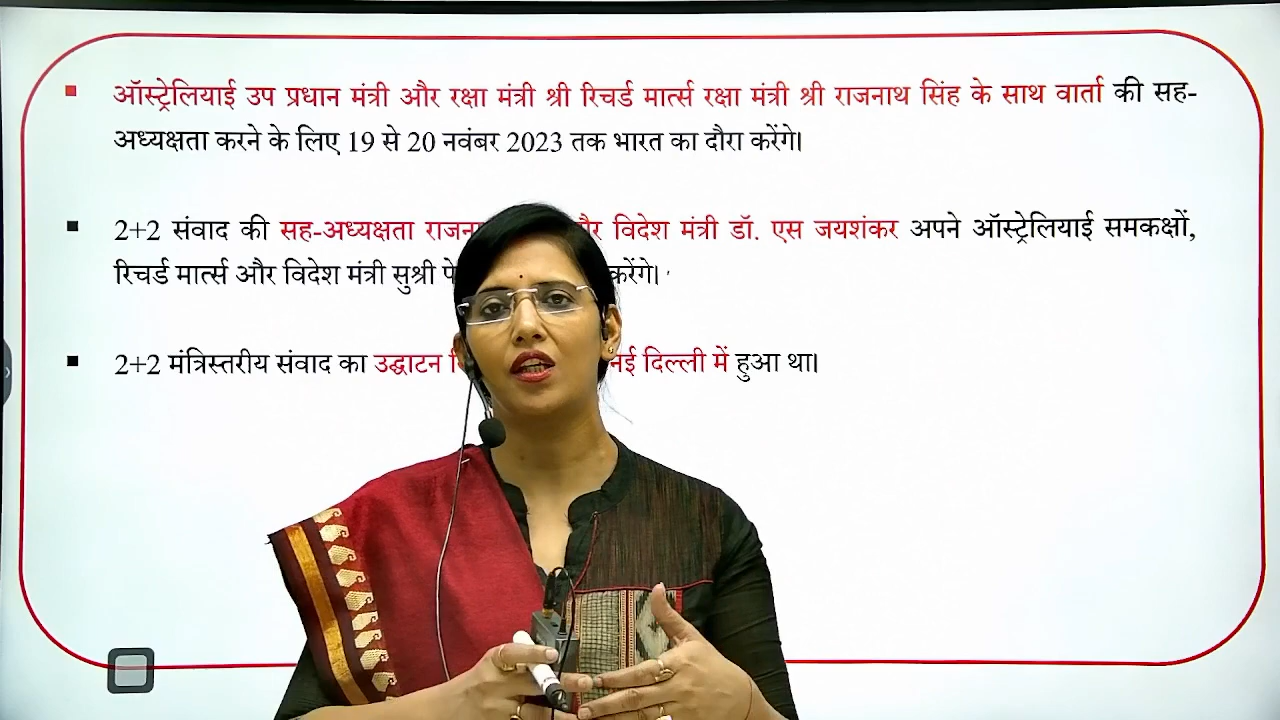 ऑस्ट्रेलियाई उप प्रधान मंत्री और रक्षा मंत्री श्री रिचर्ड मार्ल्स रक्षा मंत्री श्री राजनाथ सिंह के साथ वार्ता की सह-
अध्यक्षता करने के लिए 19 से 20 नवंबर 2023 तक भारत का दौरा करेंगे।
2+2 संवाद की सह-अध्यक्षता विदेश मंत्री डॉ. एस जयशंकर अपने ऑस्ट्रेलियाई समकक्षों,
रिचर्ड मार्ल्स और विदेश मंत्री सुश्री करेंगे।
2+2 मंत्रिस्तरीय संवाद का उद्घाटन नई दिल्ली में हुआ था।